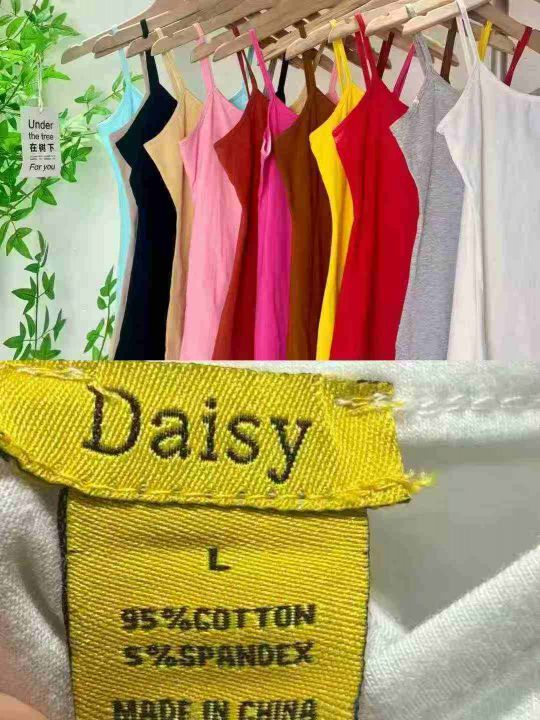 Under
the tree
在树下
For you
Daisy
L
95%COTTON
5%SPANDEX
MADE IN CHINA